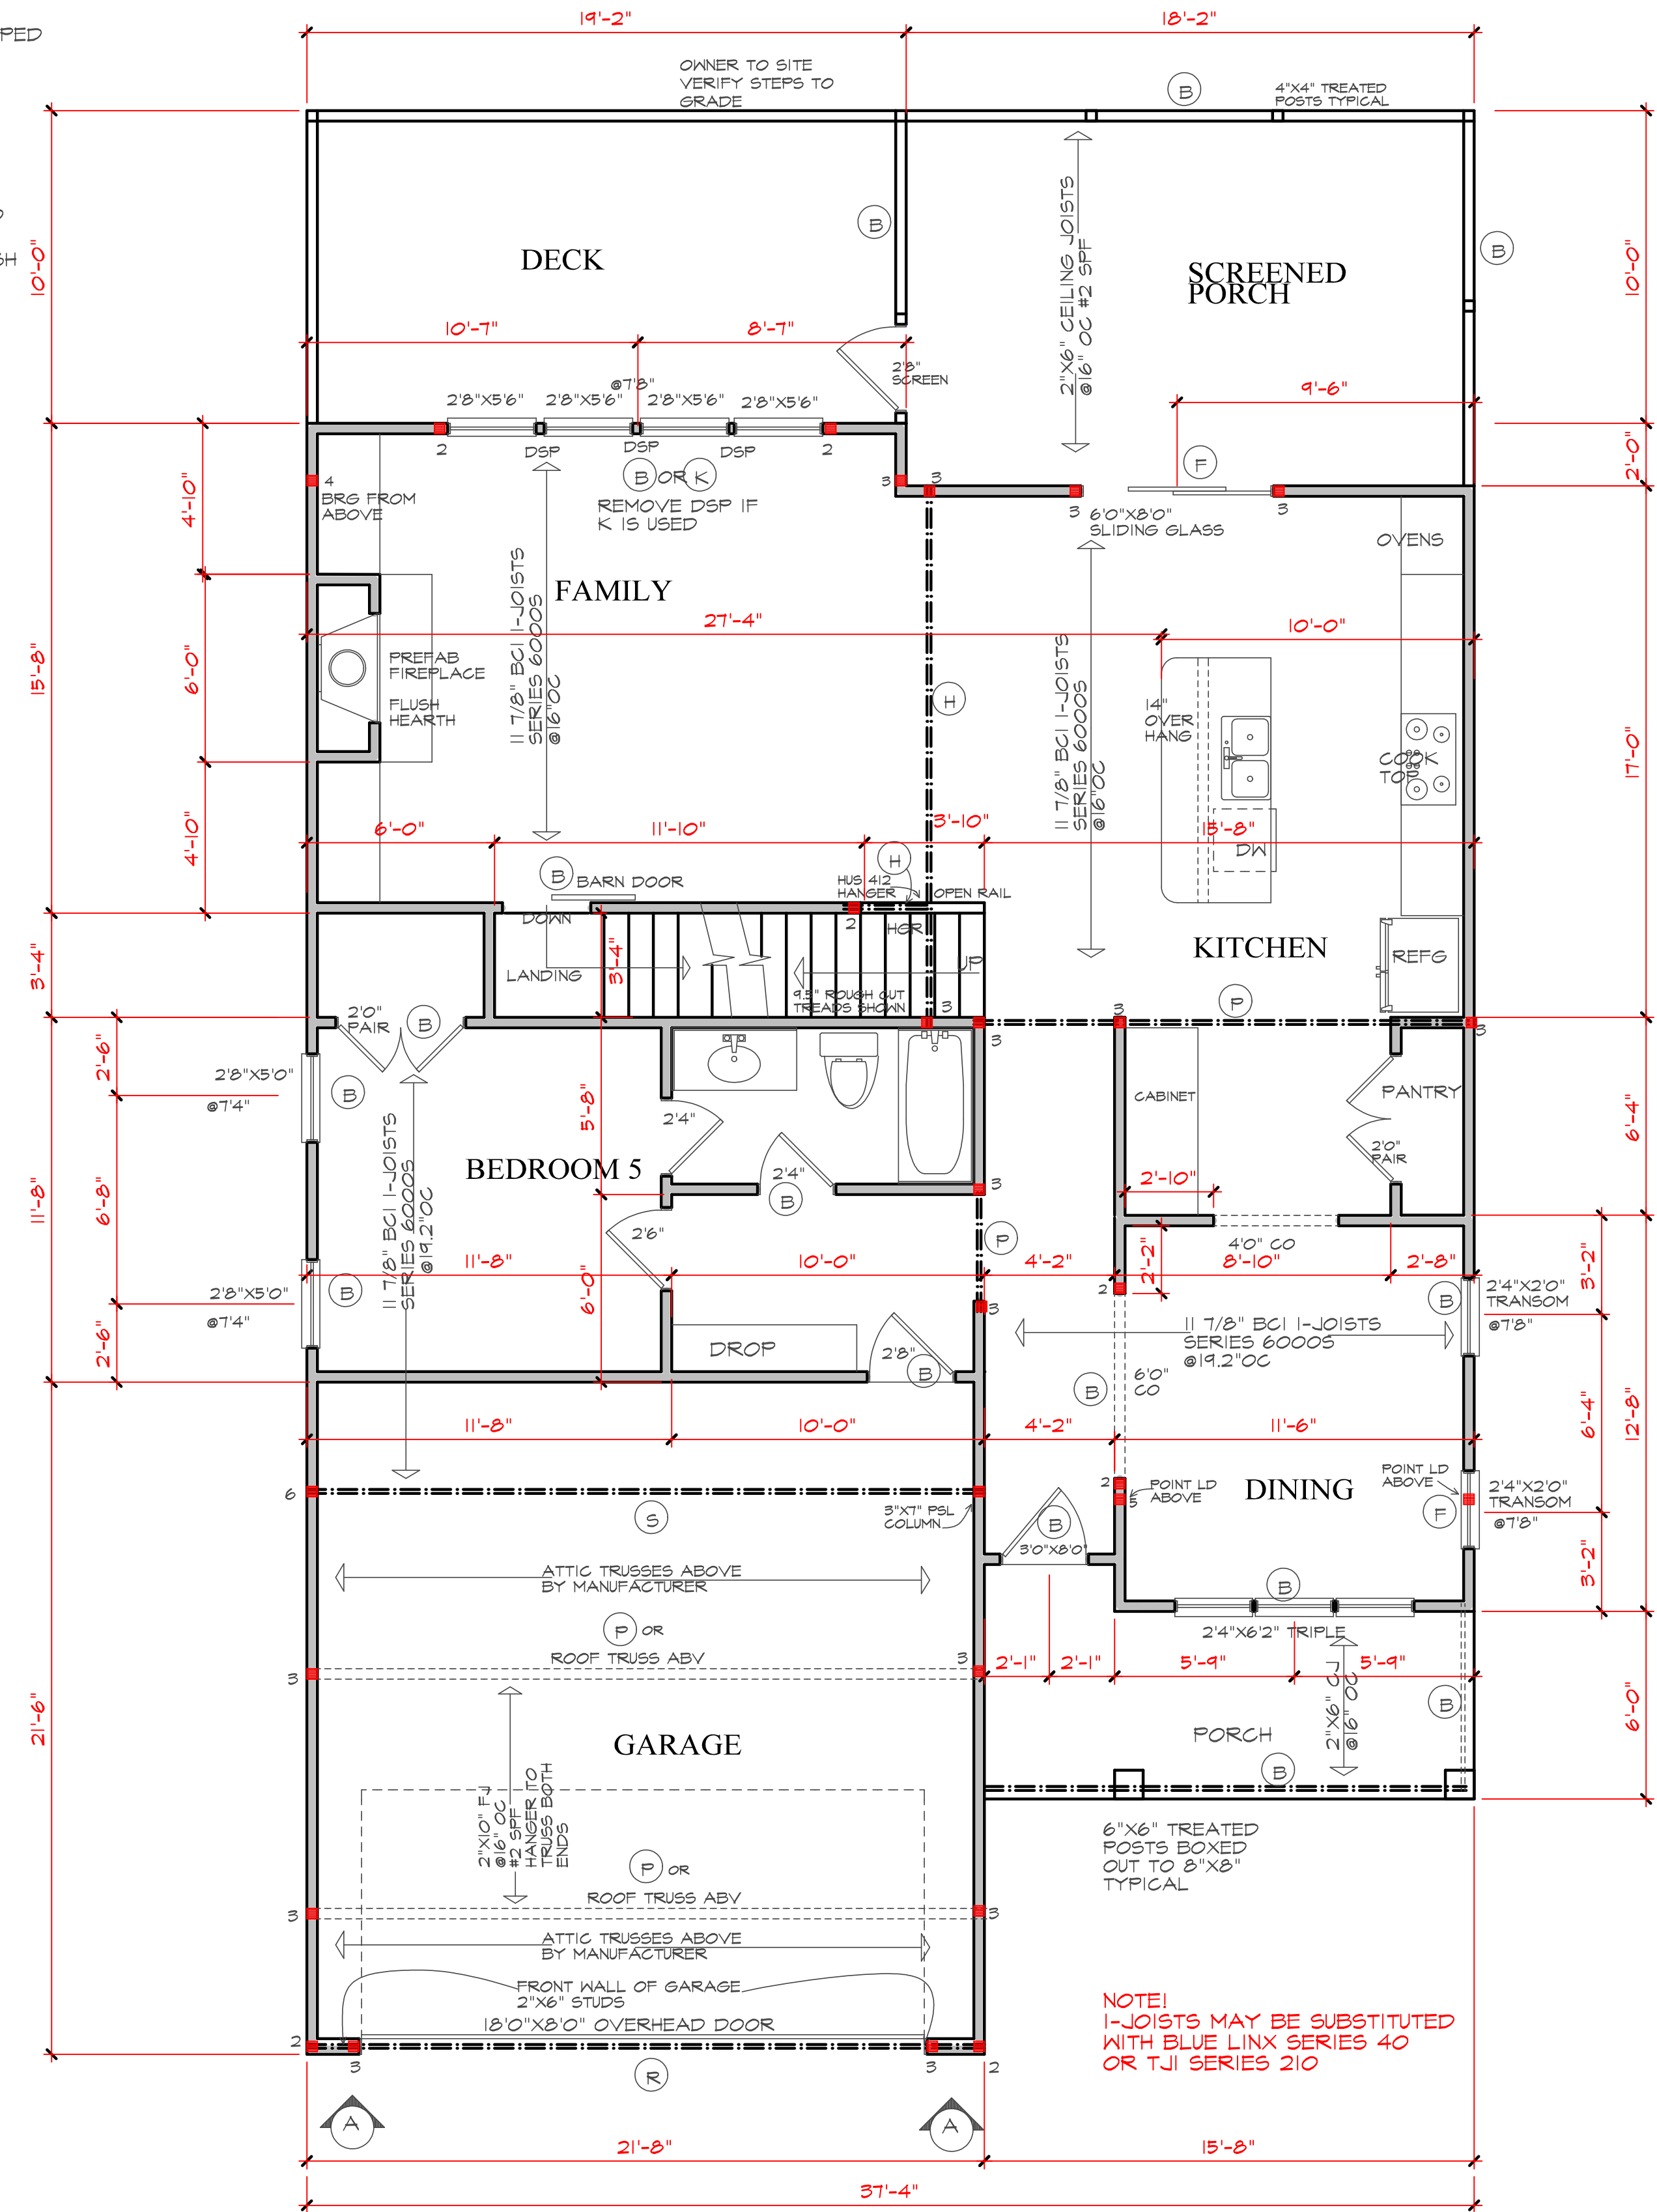 19'-2"
18'-2"
PED
OWNER TO SITE
VERIFY STEPS TO
GRADE
B
4"X4" TREATED
POSTS TYPICAL
SH
10'-0"
DECK
B
2"X6" CEILING JOISTS
@16" OC #2 SPF
SCREENED
PORCH
B
10'-0"
10'-7"
8'-7"
2'8"
SCREEN
9'-6"
@7'8"
2'8"X5'6"
2'8"X5'6"
2'8"X5'6"
2'8"X5'6"
2
DSP
DSP
DSP
2
B OR K
REMOVE DSP IF
K IS USED
4
BRG FROM
ABOVE
3
3
F
3
6'0"X8'0"
SLIDING GLASS
3
2'-0"
OVENS
4'-10"
15'-8"
6'-0"
4'-10"
11 7/8" BCI I-JOISTS
SERIES 6000S
@16"OC
FAMILY
27'-4"
10'-0"
PREFAB
FIREPLACE
FLUSH
HEARTH
H
11 7/8" BCI I-JOISTS
SERIES 6000S
@16"OC
14"
OVER
HANG
COOK
TOP
17'-0"
DW
6'-0"
11'-10"
3'-10"
15'-8"
B
BARN DOOR
H
HUS 412
HANGER
OPEN RAIL
DOWN
2
HGR
LANDING
3'-4"
3'-4"
UP
9.5" ROUGH CUT
TREADS SHOWN
3
KITCHEN
REFG
P
3
3
3
2'0"
PAIR
B
2'-6"
2'8"X5'0"
@7'4"
B
11 7/8" BCI I-JOISTS
SERIES 6000S
@19.2"OC
5'-8"
2'4"
2'4"
B
CABINET
PANTRY
2'0"
PAIR
6'-4"
11'-8"
6'-8"
BEDROOM 5
3
2'-10"
2'6"
P
4'0" CO
2'-2"
11'-8"
10'-0"
4'-2"
8'-10"
2'-8"
3'-2"
2'8"X5'0"
@7'4"
B
6'-0"
3
2
B
2'4"X2'0"
TRANSOM
@7'8"
11 7/8" BCI I-JOISTS
SERIES 6000S
@19.2"OC
2'-6"
DROP
2'8"
B
B
6'0"
CO
6'-4"
12'-8"
11'-8"
10'-0"
4'-2"
11'-6"
6
S
3"X7" PSL
COLUMN
2
5
POINT LD
ABOVE
DINING
POINT LD
ABOVE
F
2'4"X2'0"
TRANSOM
@7'8"
B
3'0"X8'0"
3'-2"
ATTIC TRUSSES ABOVE
BY MANUFACTURER
B
P OR
ROOF TRUSS ABV
3
3
2'4"X6'2" TRIPLE
2'-1"
2'-1"
5'-9"
5'-9"
2"X6" CJ
@16" OC
B
6'-0"
21'-6"
GARAGE
PORCH
B
2"X10" FJ
@16" OC
#2 SPF
HANGER TO
TRUSS BOTH
ENDS
6"X6" TREATED
POSTS BOXED
OUT TO 8"X8"
TYPICAL
P OR
ROOF TRUSS ABV
3
3
ATTIC TRUSSES ABOVE
BY MANUFACTURER
FRONT WALL OF GARAGE
2"X6" STUDS
18'0"X8'0" OVERHEAD DOOR
2
3
R
3
2
NOTE!
I-JOISTS MAY BE SUBSTITUTED
WITH BLUE LINX SERIES 40
OR TJI SERIES 210
A
A
21'-8"
15'-8"
37'-4"